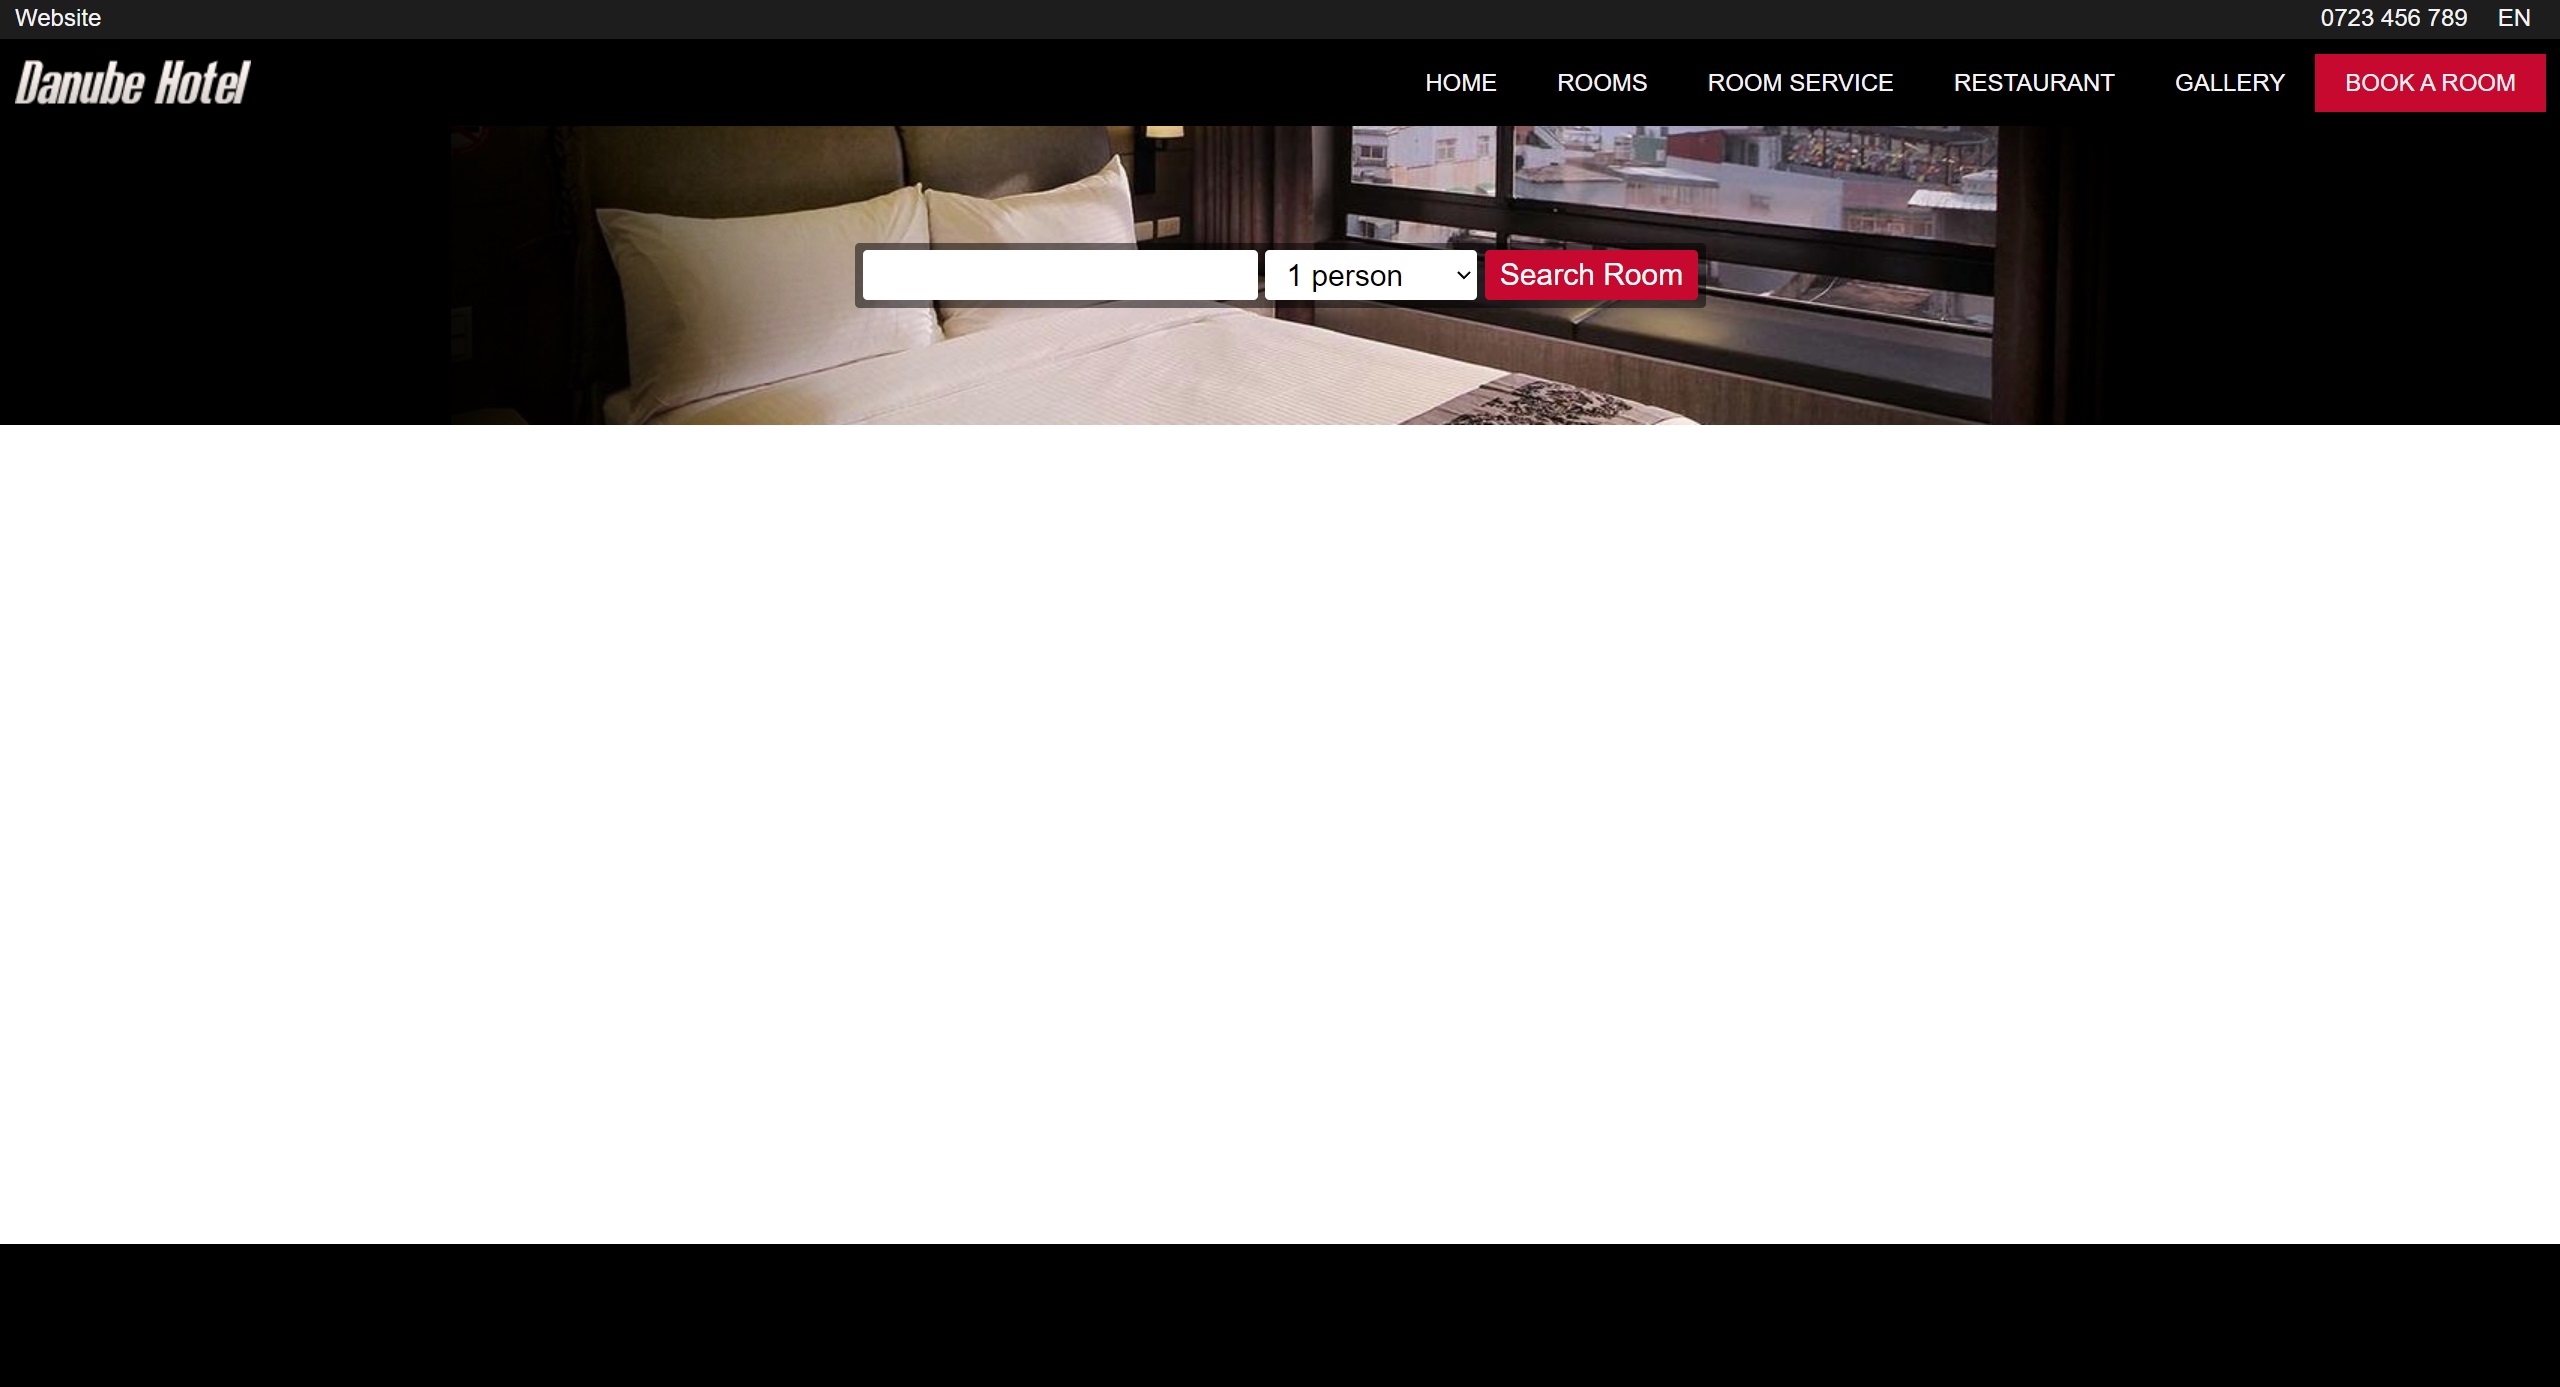 Website
0723 456 789 EN
Danube Hotel
HOME ROOMS ROOM SERVICE RESTAURANT GALLERY BOOK A ROOM
1 person Search Room